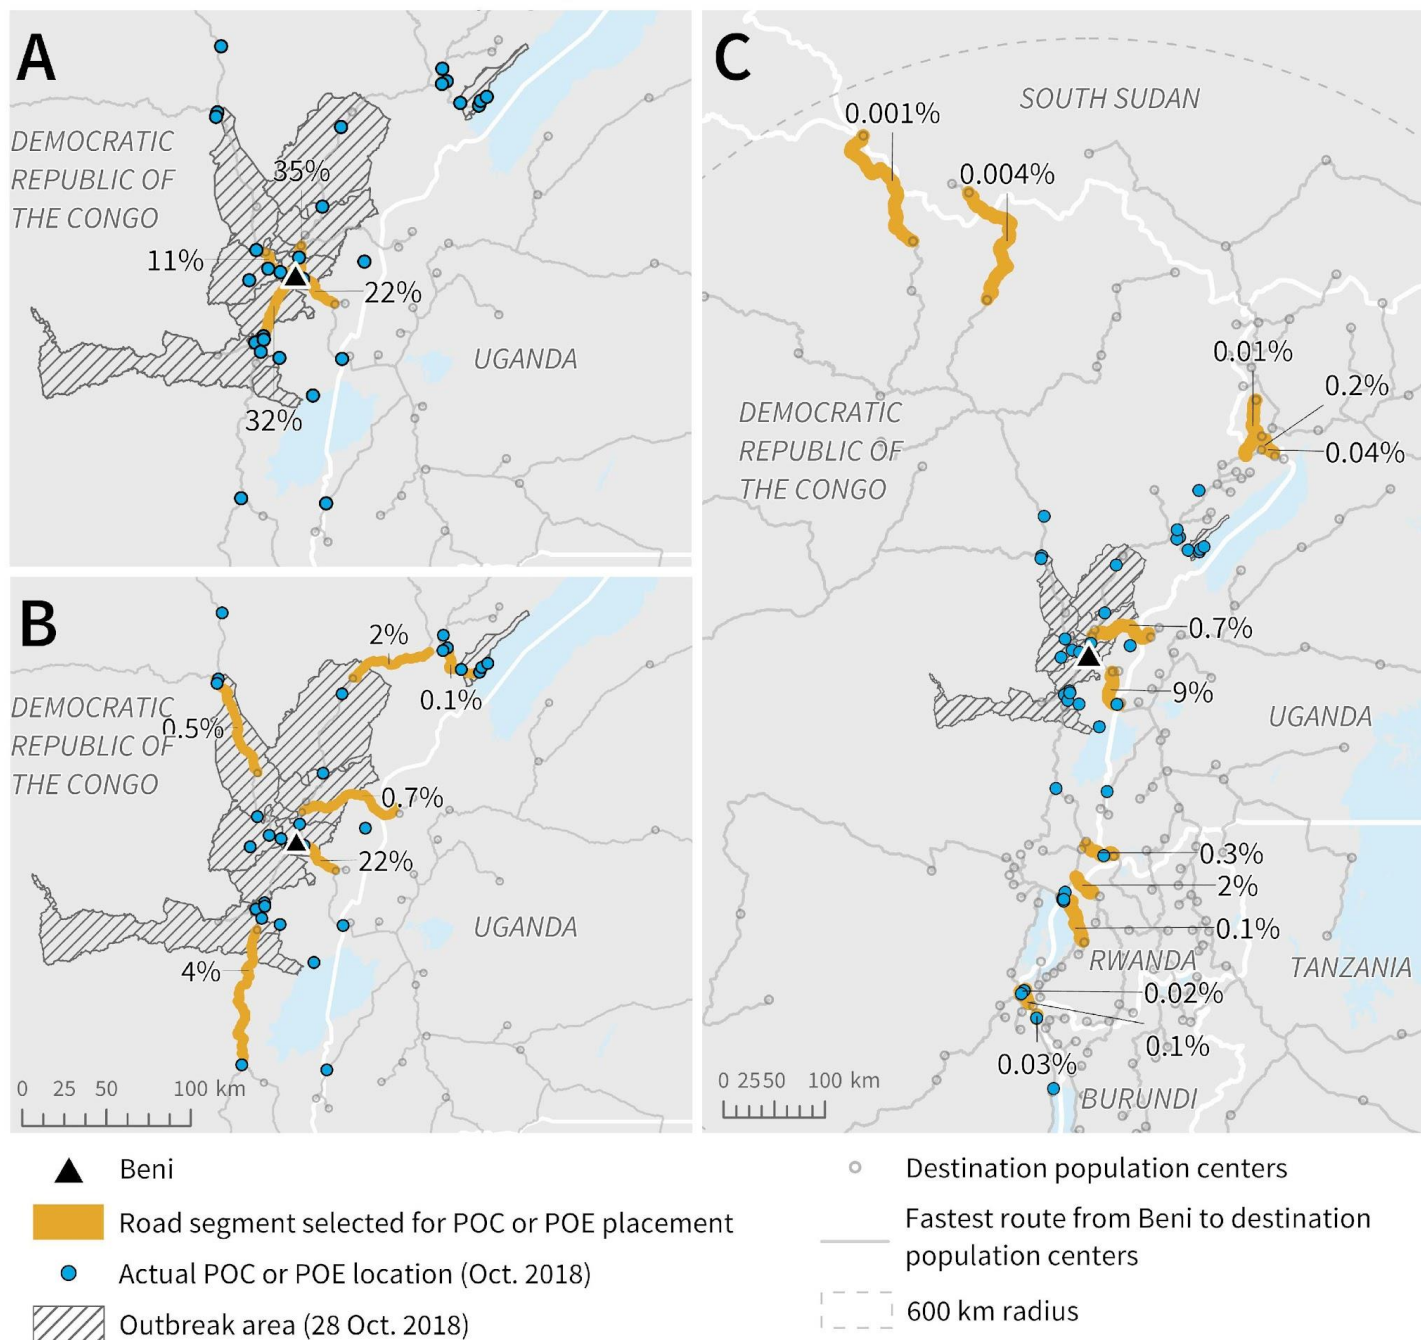 A
DEMOCRATIC
REPUBLIC OF
THE CONGO
35%
11%
22%
UGANDA
32%
B
2%
0.1%
DEMOCRATIC
REPUBLIC OF
THE CONGO
0.5%
0.7%
22%
UGANDA
4%
0 25 50 100 km
C
SOUTH SUDAN
0.001%
0.004%
0.01%
0.2%
0.04%
DEMOCRATIC
REPUBLIC OF
THE CONGO
0.7%
9%
UGANDA
0.3%
2%
0.1%
RWANDA
TANZANIA
0.02%
0.1%
0.03%
BURUNDI
0 25 50 100 km
Beni
Road segment selected for POC or POE placement
Actual POC or POE location (Oct. 2018)
Outbreak area (28 Oct. 2018)
Destination population centers
Fastest route from Beni to destination
population centers
600 km radius